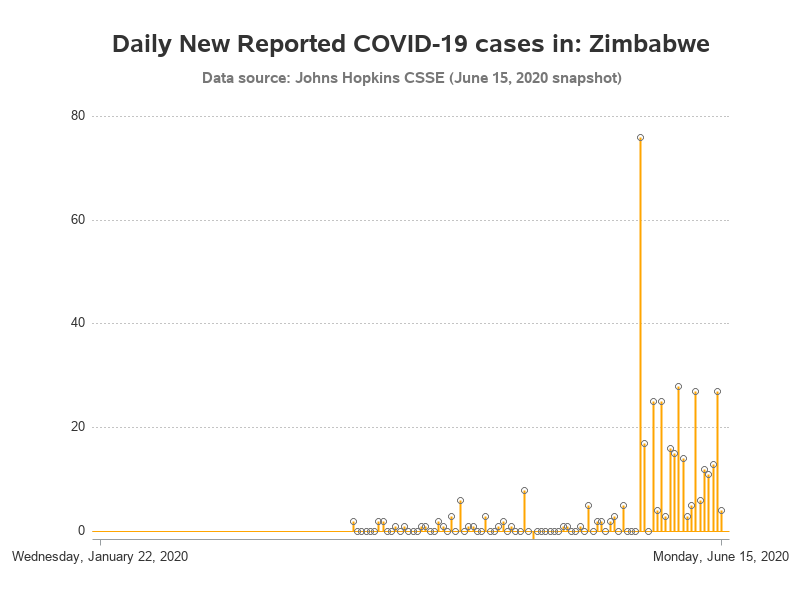 Daily New Reported COVID-19 cases in: Zimbabwe
Data source: Johns Hopkins CSSE (June 15, 2020 snapshot)
80
60
40
20
0
Wednesday, January 22, 2020
Monday, June 15, 2020